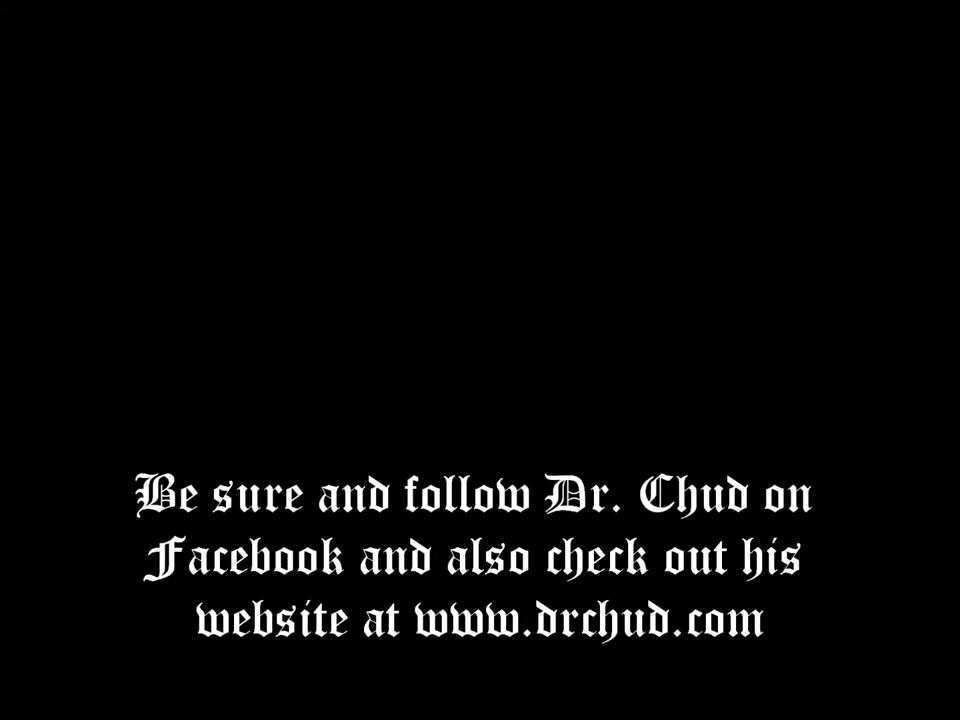 Be sure and follow Dr. Chud on
Facebook and also check out his
website at www.drchud.com